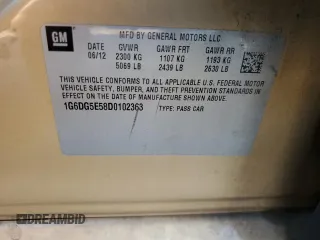 GM
MFD BY GENERAL MOTORS LLC
DATE GVWR GAWR FRT GAWR RR
06/12 2300 KG 1107 KG 1193 KG
5069 LB 2439 LB 2630 LB
THIS VEHICLE CONFORMS TO ALL APPLICABLE U.S. FEDERAL MOTOR
VEHICLE SAFETY, BUMPER, AND THEFT PREVENTION STANDARDS IN
EFFECT ON THE DATE OF MANUFACTURE SHOWN ABOVE.
1G6DG5E58D0102363 TYPE: PASS CAR
AUTOBIDMASTER